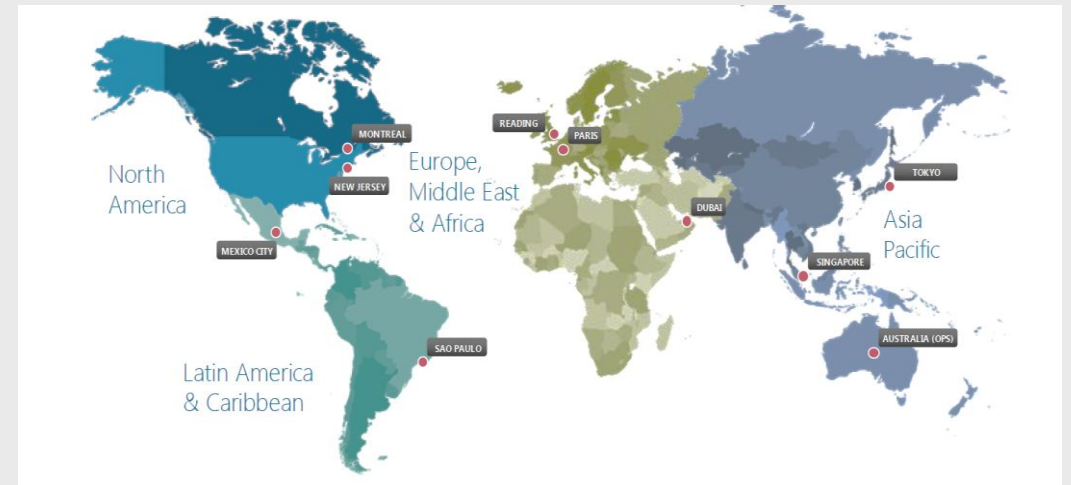 MONTREAL
NEW JERSEY
North
America
MEXICO CITY
SAO PAULO
Latin America
& Caribbean
READING
PARIS
Europe,
Middle East
& Africa
DUBAI
TOKYO
Asia
Pacific
SINGAPORE
AUSTRALIA (OPS)